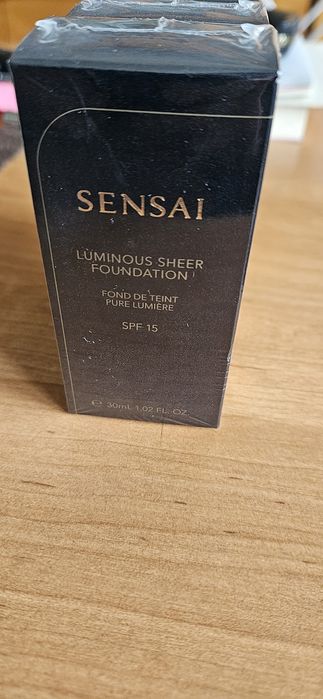 SENSAI
LUMINOUS SHEER
FOUNDATION
FOND DE TEINT
PURE LUMIÈRE
SPF 15
℮ 30mL 1.02 FL. OZ.